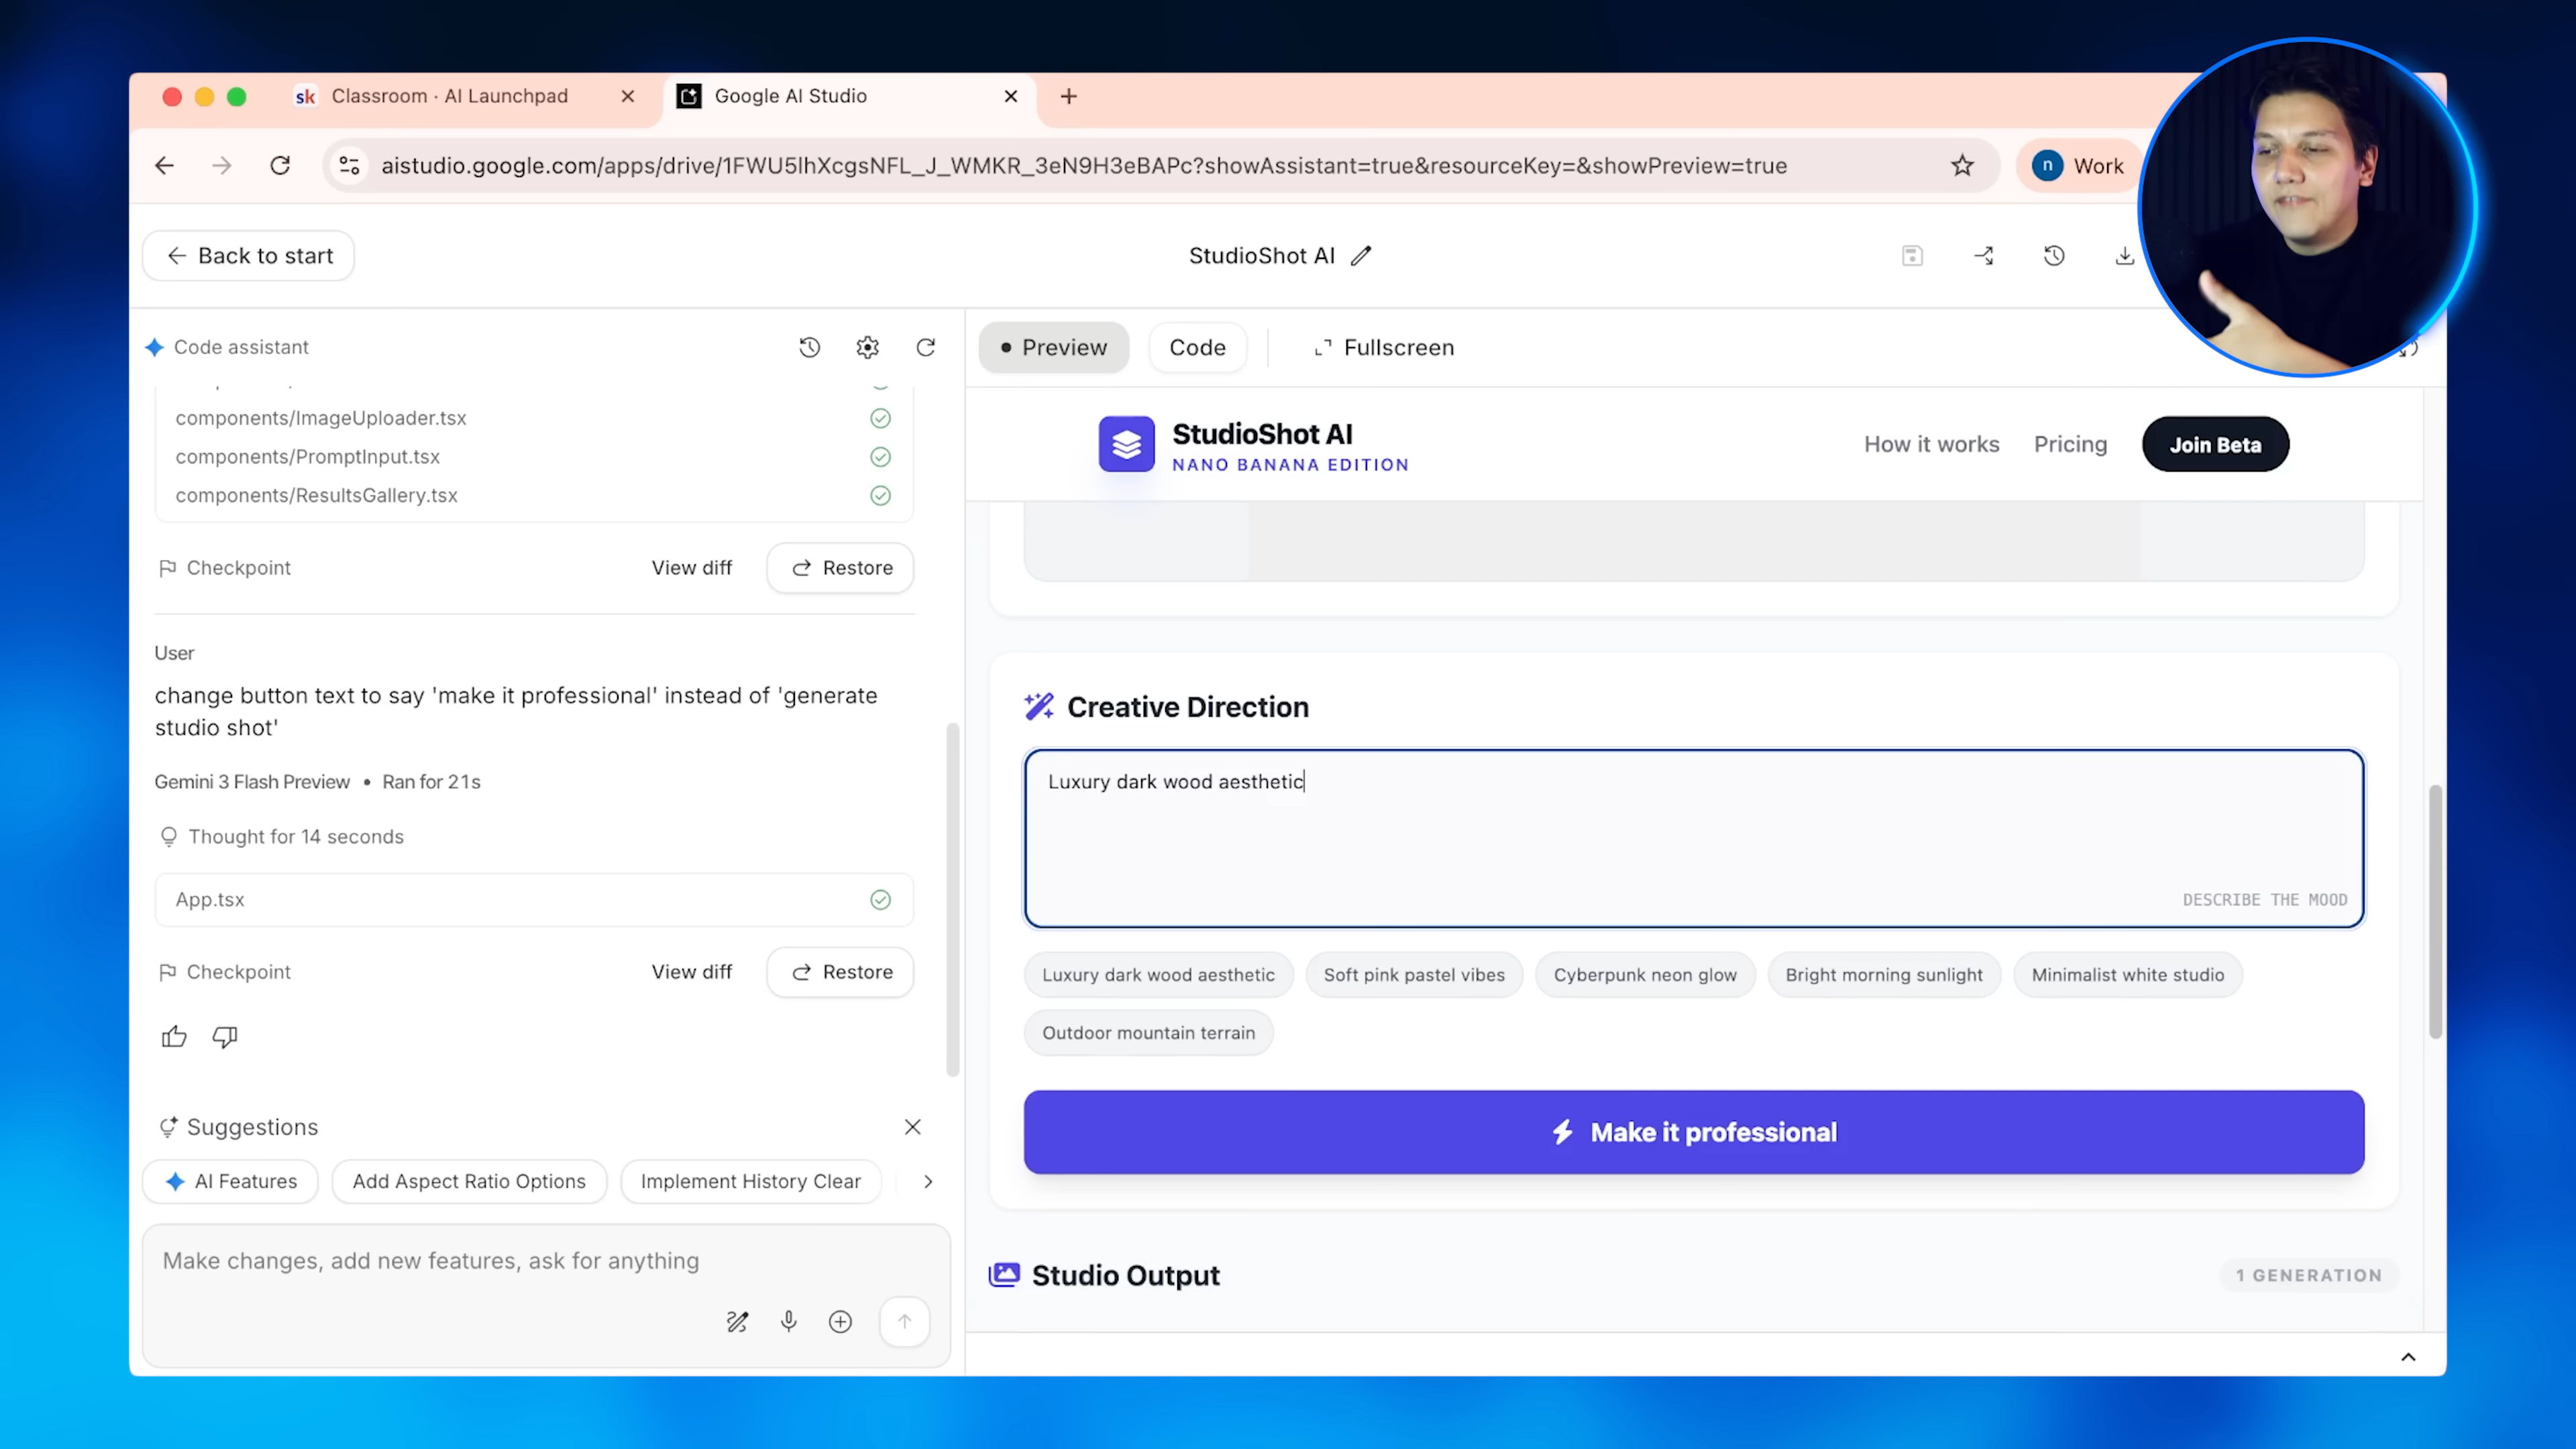 sk Classroom · AI Launchpad
Google AI Studio
aistudio.google.com/apps/drive/1FWU5lhXcgsNFL_J_WMKR_3eN9H3eBAPc?showAssistant=true&resourceKey=&showPreview=true
n Work
Back to start
StudioShot AI
Code assistant
components/ImageUploader.tsx
components/PromptInput.tsx
components/ResultsGallery.tsx
Checkpoint View diff Restore
User
change button text to say 'make it professional' instead of 'generate
studio shot'
Gemini 3 Flash Preview • Ran for 21s
Thought for 14 seconds
App.tsx
Checkpoint View diff Restore
Suggestions
AI Features Add Aspect Ratio Options Implement History Clear
Make changes, add new features, ask for anything
Preview Code Fullscreen
StudioShot AI
NANO BANANA EDITION
How it works Pricing Join Beta
Creative Direction
Luxury dark wood aesthetic
DESCRIBE THE MOOD
Luxury dark wood aesthetic Soft pink pastel vibes Cyberpunk neon glow Bright morning sunlight Minimalist white studio
Outdoor mountain terrain
Make it professional
Studio Output
1 GENERATION